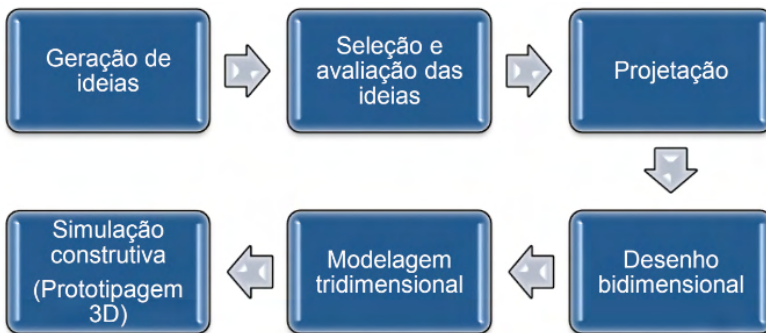 Geração de
ideias
Seleção e
avaliação das
ideias
Projetação
Desenho
bidimensional
Modelagem
tridimensional
Simulação
construtiva
(Prototipagem
3D)